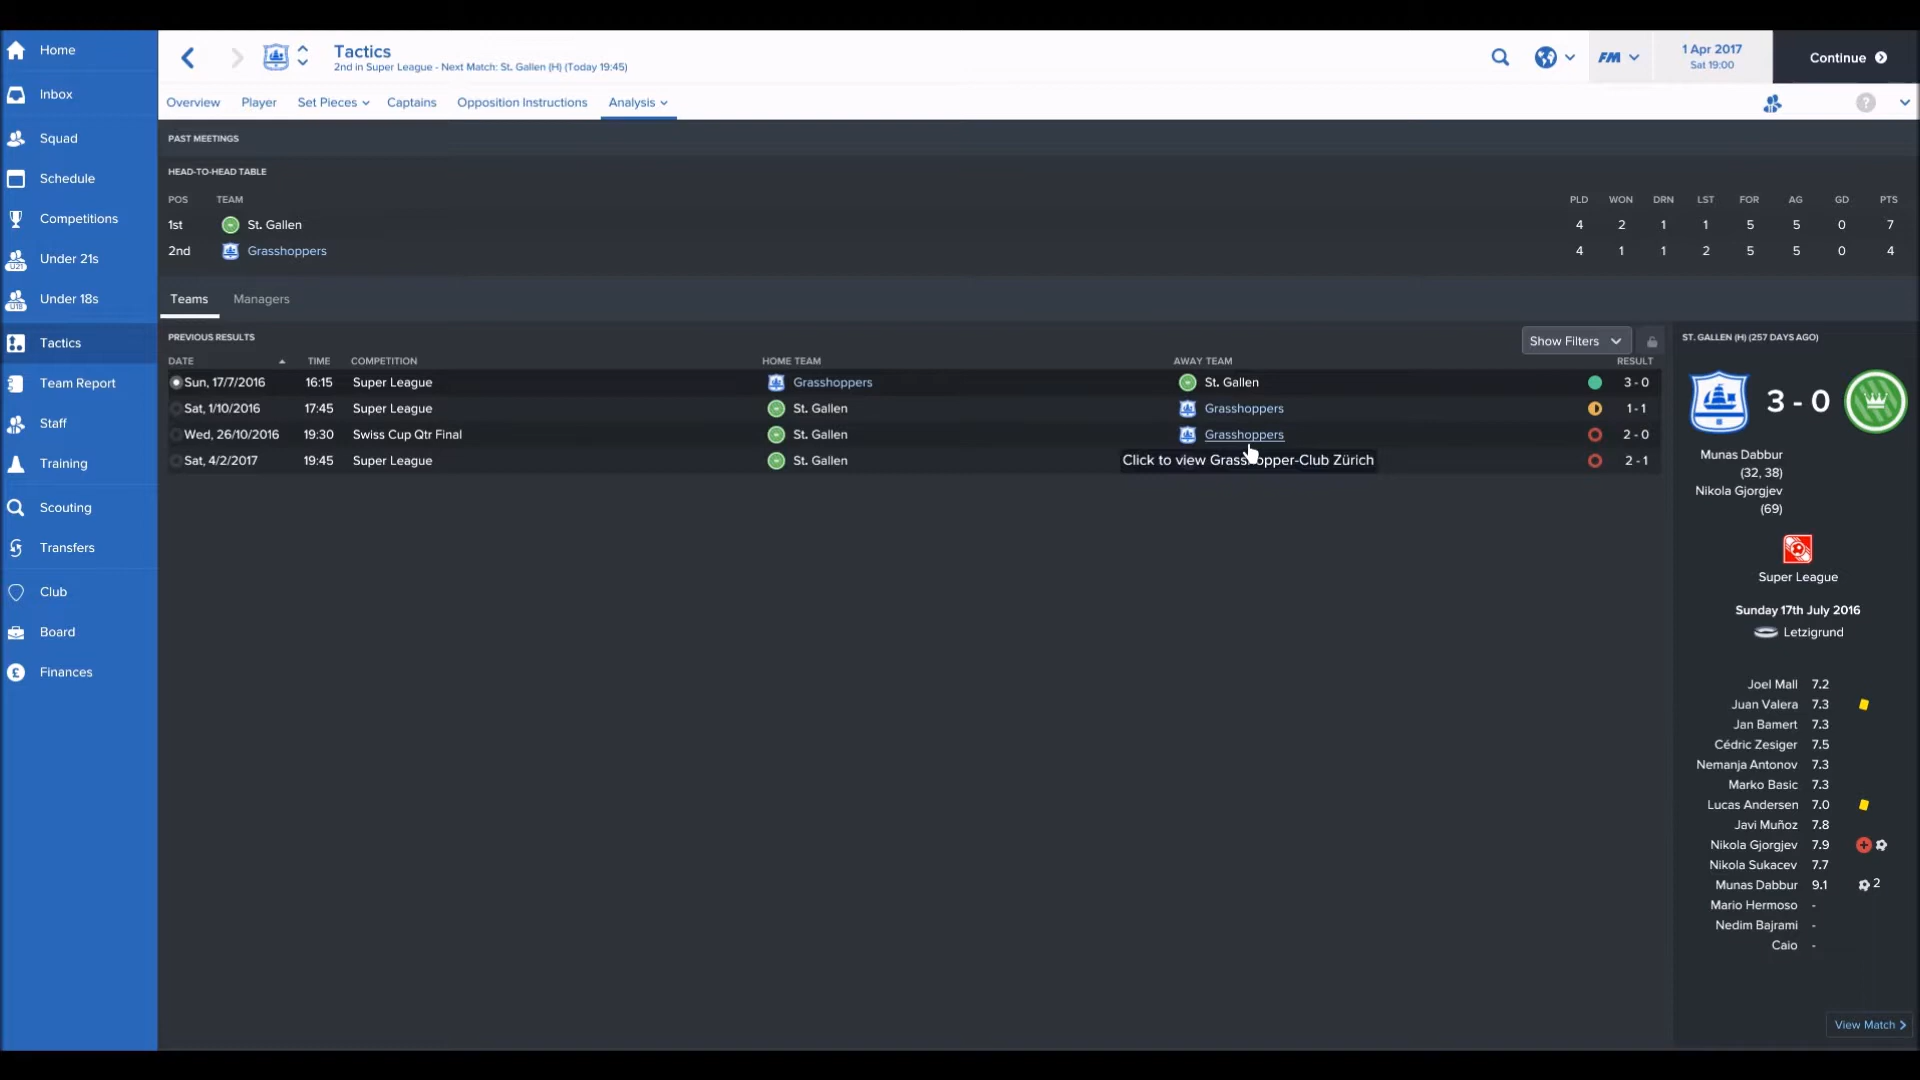 Home
Inbox
Squad
Schedule
Competitions
U21 Under 21s
U18 Under 18s
Tactics
Team Report
Staff
Training
Scouting
Transfers
Club
Board
£ Finances
Tactics
2nd in Super League - Next Match: St. Gallen (H) (Today 19:45)
FM
1 Apr 2017
Sat 19:00
Continue
Overview Player Set Pieces Captains Opposition Instructions Analysis ?
PAST MEETINGS
HEAD-TO-HEAD TABLE
POS TEAM PLD WON DRN LST FOR AG GD PTS
1st St. Gallen 4 2 1 1 5 5 0 7
2nd Grasshoppers 4 1 1 2 5 5 0 4
Teams Managers
PREVIOUS RESULTS Show Filters
DATE TIME COMPETITION HOME TEAM AWAY TEAM RESULT
Sun, 17/7/2016 16:15 Super League Grasshoppers St. Gallen 3 - 0
Sat, 1/10/2016 17:45 Super League St. Gallen Grasshoppers 1 - 1
Wed, 26/10/2016 19:30 Swiss Cup Qtr Final St. Gallen Grasshoppers 2 - 0
Sat, 4/2/2017 19:45 Super League St. Gallen 2 - 1
Click to view Grasshopper-Club Zürich
ST. GALLEN (H) (257 DAYS AGO)
3 - 0
Munas Dabbur
(32, 38)
Nikola Gjorgjev
(69)
Super League
Sunday 17th July 2016
Letzigrund
Joel Mall 7.2
Juan Valera 7.3
Jan Bamert 7.3
Cédric Zesiger 7.5
Nemanja Antonov 7.3
Marko Basic 7.3
Lucas Andersen 7.0
Javi Muñoz 7.8
Nikola Gjorgjev 7.9
Nikola Sukacev 7.7
Munas Dabbur 9.1 2
Mario Hermoso -
Nedim Bajrami -
Caio -
View Match